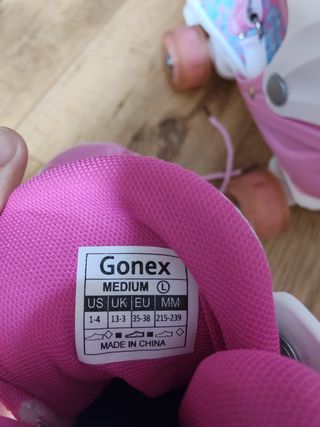 Gonex
MEDIUM L
US UK EU MM
1-4 13-3 35-38 215-239
MADE IN CHINA